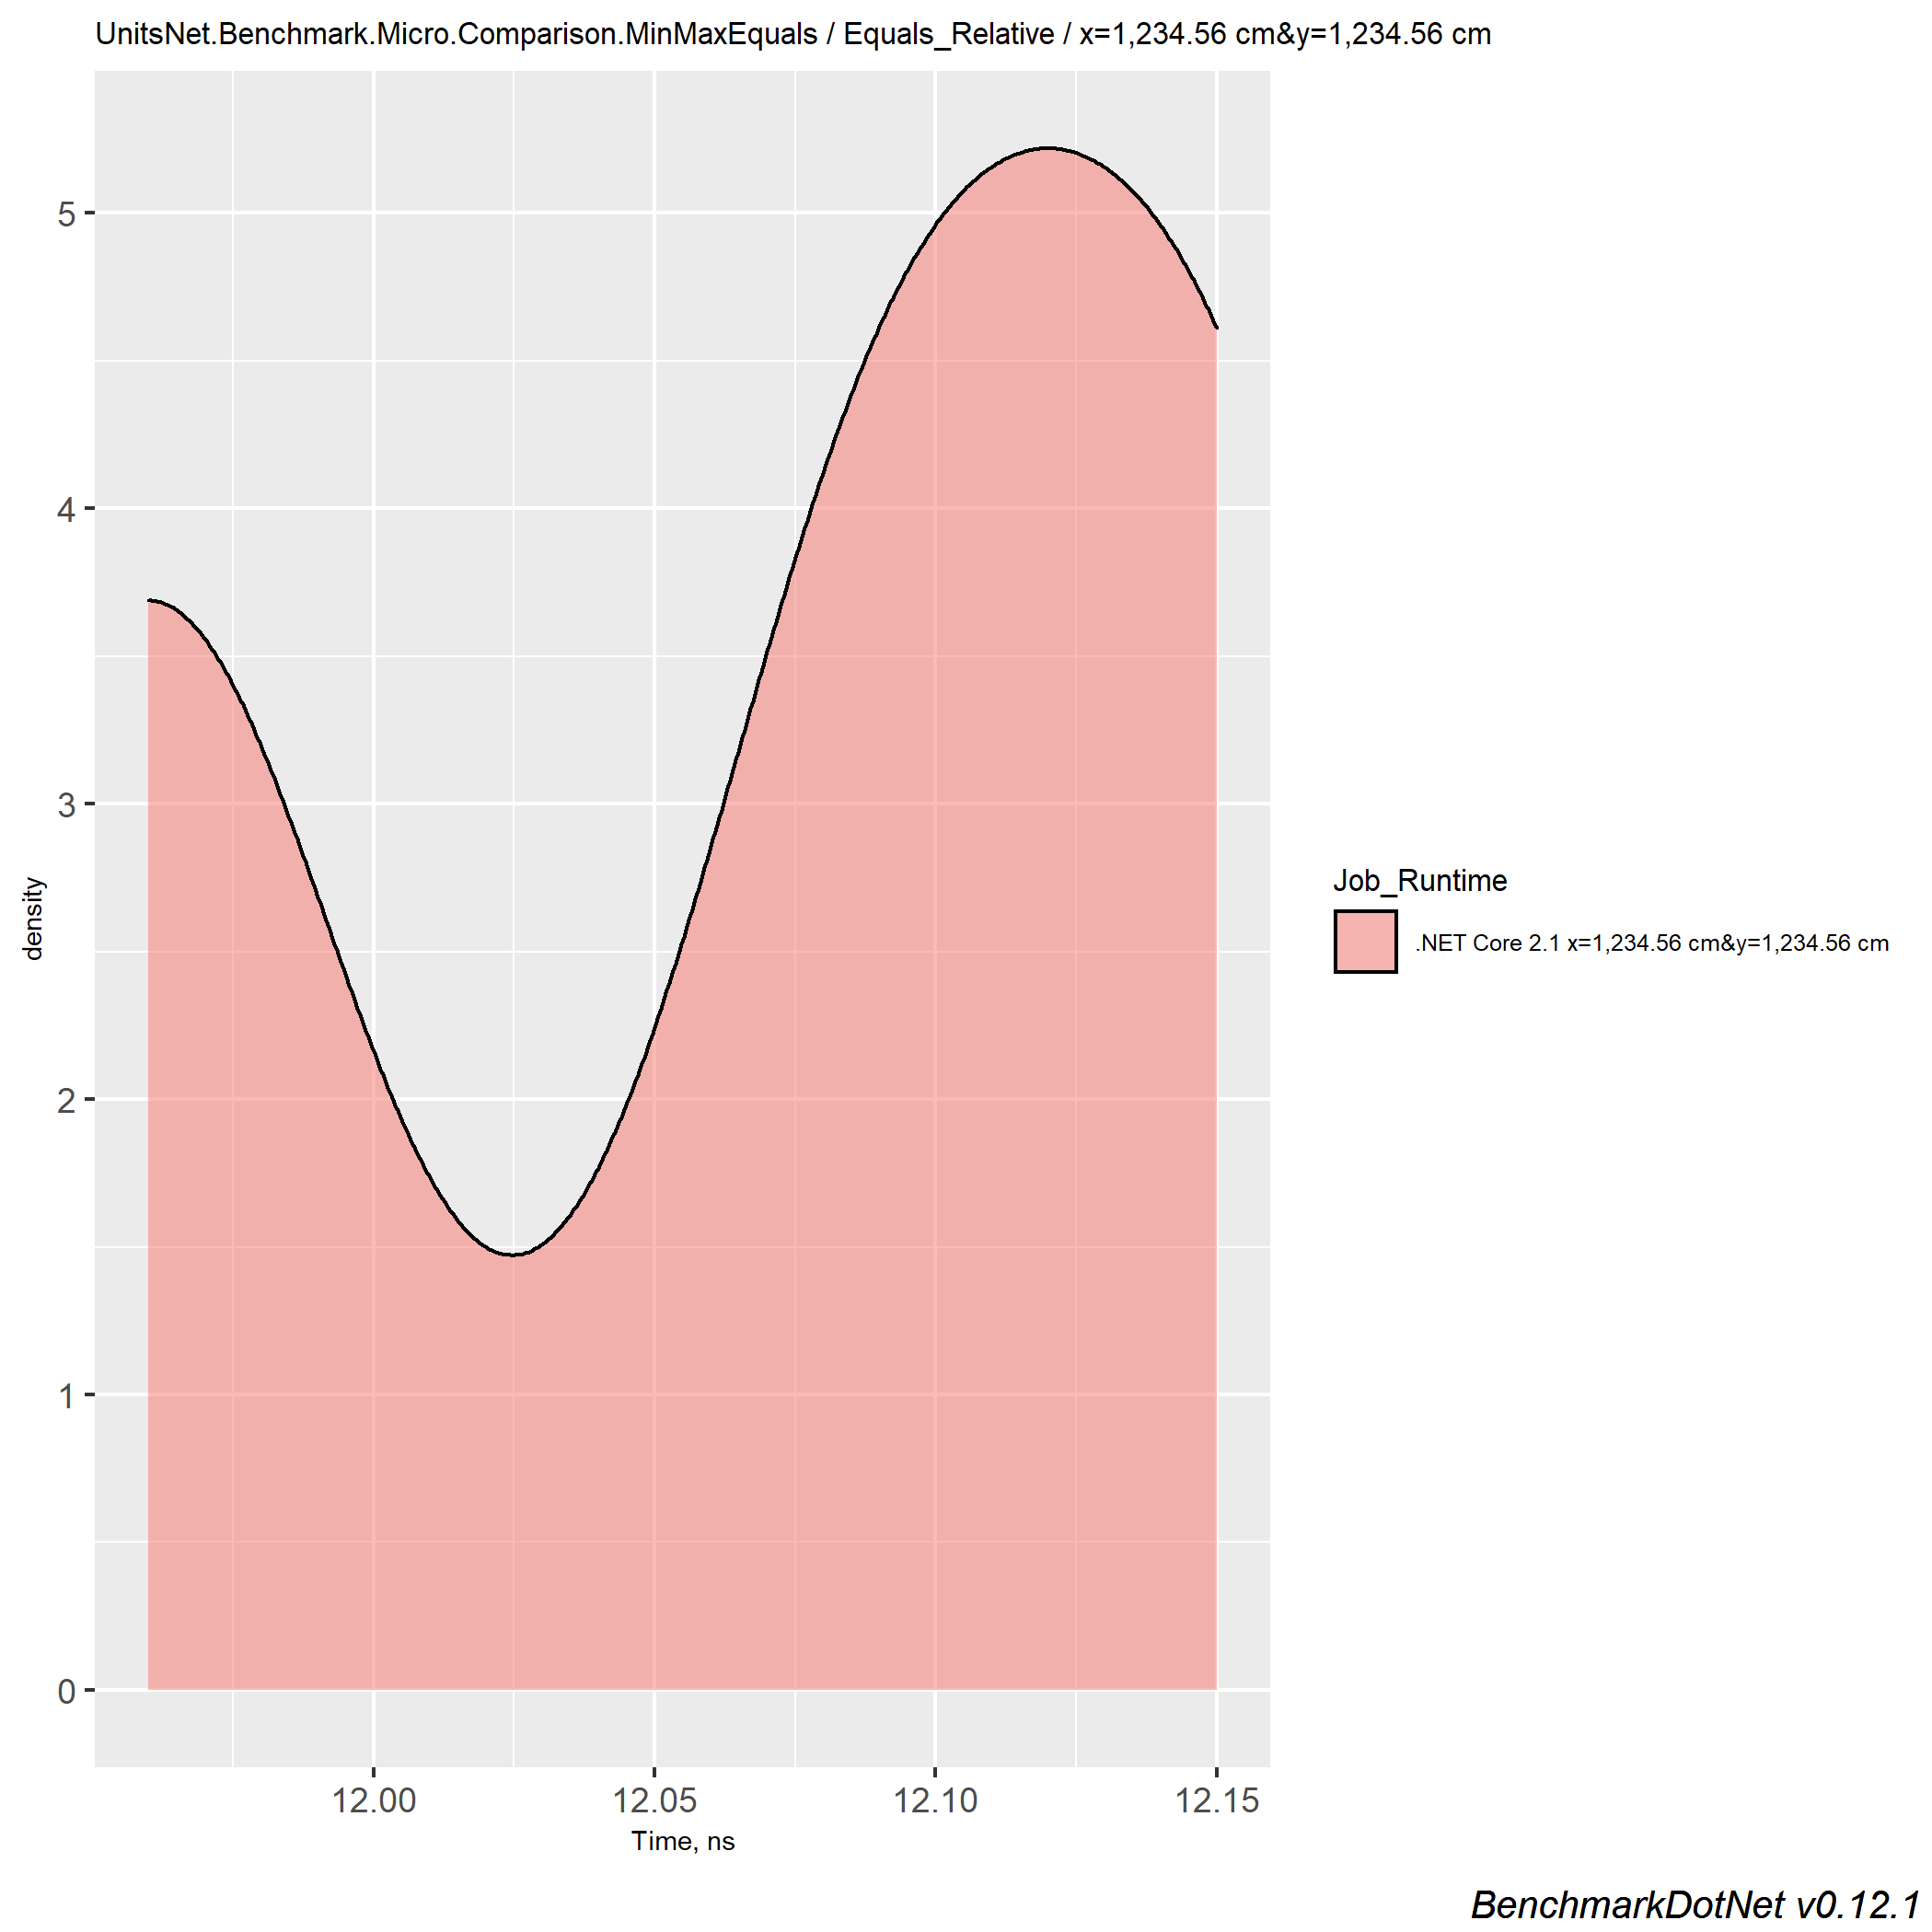 UnitsNet.Benchmark.Micro.Comparison.MinMaxEquals / Equals_Relative / x=1,234.56 cm&y=1,234.56 cm
5
4
3
2
1
0
density
12.00 12.05 12.10 12.15
Time, ns
Job_Runtime
.NET Core 2.1 x=1,234.56 cm&y=1,234.56 cm
BenchmarkDotNet v0.12.1